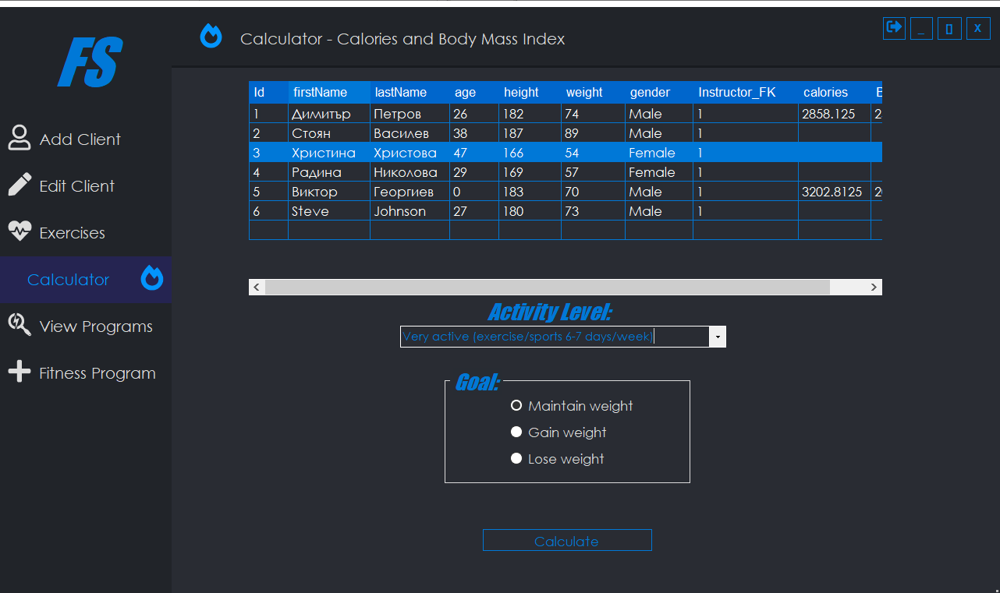 FS
Calculator - Calories and Body Mass Index
_ [] X
Add Client
Edit Client
Exercises
Calculator
View Programs
Fitness Program
Id firstName lastName age height weight gender Instructor_FK calories
1 Димитър Петров 26 182 74 Male 1 2858.125
2 Стоян Василев 38 187 89 Male 1
3 Христина Христова 47 166 54 Female 1
4 Радина Николова 29 169 57 Female 1
5 Виктор Георгиев 0 183 70 Male 1 3202.8125
6 Steve Johnson 27 180 73 Male 1
Activity Level:
Very active (exercise/sports 6-7 days/week)
Goal:
Maintain weight
Gain weight
Lose weight
Calculate